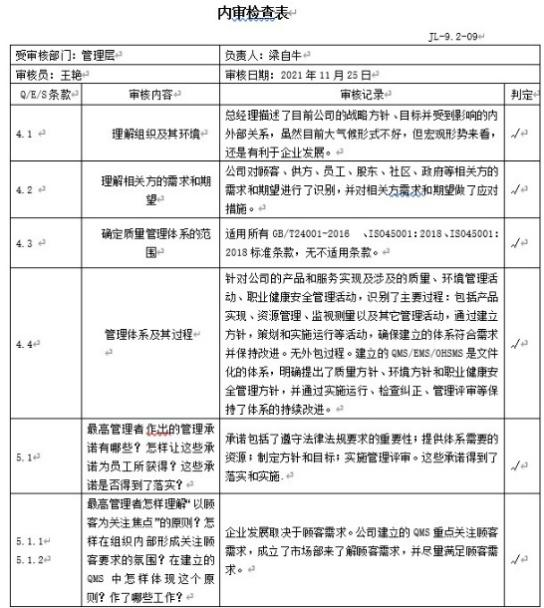 内审检查表
JL-9.2-09
受审核部门：管理层
负责人：梁自牛
审核员：王艳
审核日期：2021年11月25日
Q/E/S条款
审核内容
审核记录
判定
4.1
理解组织及其环境
总经理描述了目前公司的战略方针、目标并受到影响的内
外部关系，虽然目前大气候形式不好，但宏观形势来看，
还是有利于企业发展。
√
4.2
理解相关方的需求和期
望
公司对顾客、供方、员工、股东、社区、政府等相关方的
需求和期望进行了识别，并对相关方需求和期望做了应对
措施。
√
4.3
确定质量管理体系的范
围
适用所有GB/T24001-2016 、ISO45001:2018、ISO45001:
2018标准条款，无不适用条款。
√
4.4
管理体系及其过程
针对公司的产品和服务实现及涉及的质量、环境管理活
动、职业健康安全管理活动，识别了主要过程：包括产品
实现、资源管理、监视测量以及其它管理活动，通过建立
方针，策划和实施运行等活动，确保建立的体系符合需求
并保持改进。无外包过程。建立的QMS/EMS/OHSMS是文件
化的体系，明确提出了质量方针、环境方针和职业健康安
全管理方针，并通过实施运行、检查纠正、管理评审等保
持了体系的持续改进。
√
5.1
最高管理者作出的管理承
诺有哪些？怎样让这些承
诺为员工所获得？这些承
诺是否得到了落实？
承诺包括了遵守法律法规要求的重要性；提供体系需要的
资源；制定方针和目标；实施管理评审。这些承诺得到了
落实和实施.
√
5.1.1
5.1.2
最高管理者怎样理解“以顾
客为关注焦点”的原则？怎
样在组织内部形成关注顾
客要求的氛围？在建立的
QMS 中怎样体现这个原
则？作了哪些工作？
企业发展取决于顾客需求。公司建立的QMS重点关注顾客
需求，成立了市场部来了解顾客需求，并尽量满足顾客需
求。
√